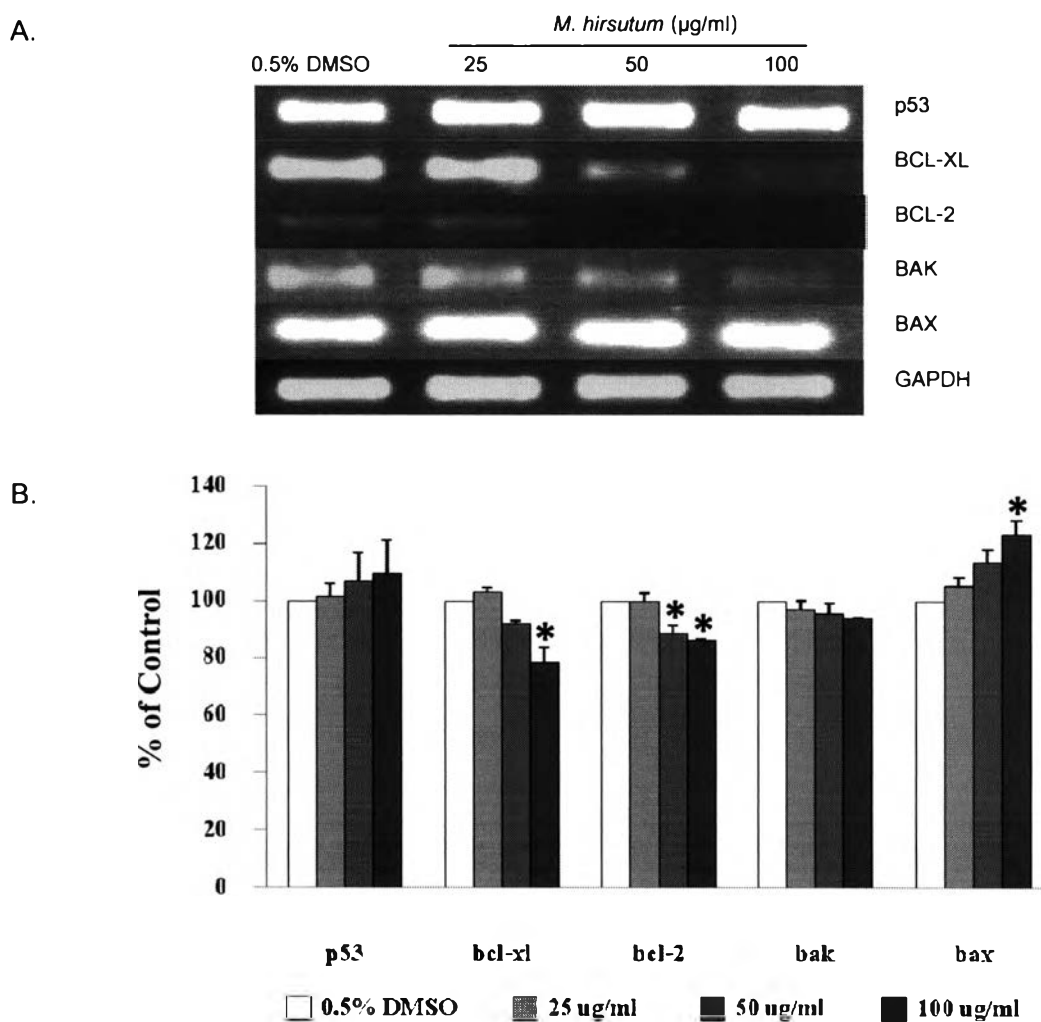 A.
M. hirsutum (µg/ml)
0.5% DMSO 25 50 100
p53
BCL-XL
BCL-2
BAK
BAX
GAPDH
B.
% of Control
140
120
100
80
60
40
20
0
*
* *
*
p53 bcl-xl bcl-2 bak bax
0.5% DMSO 25 ug/ml 50 ug/ml 100 ug/ml